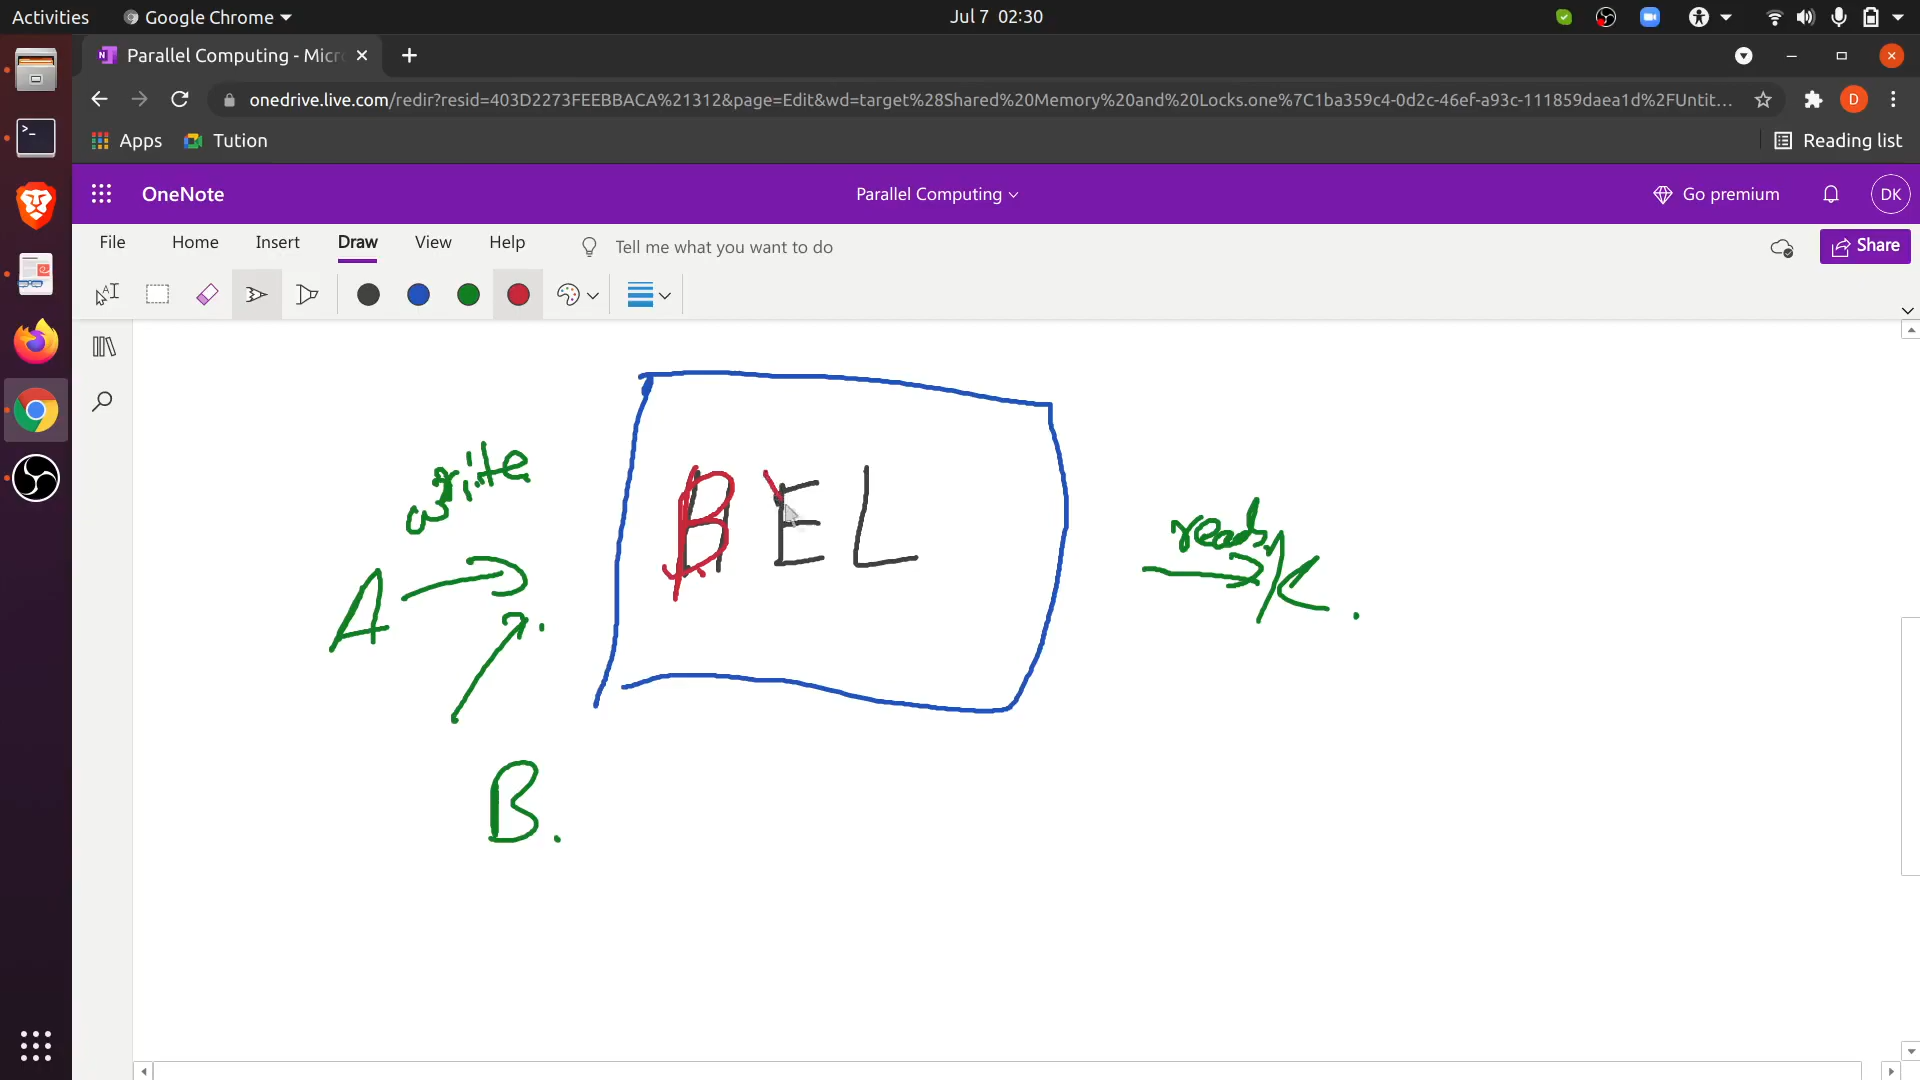 Activities
Google Chrome
Jul 7 02:30
Parallel Computing - Micr
onedrive.live.com/redir?resid=403D2273FEEBBACA%21312&page=Edit&wd=target%28Shared%20Memory%20and%20Locks.one%7C1ba359c4-0d2c-46ef-a93c-111859daea1d%2FUntit...
D
Apps
Tution
Reading list
OneNote
Parallel Computing
Go premium
DK
File
Home
Insert
Draw
View
Help
Tell me what you want to do
Share
write
B E L
reads
A
K .
B .